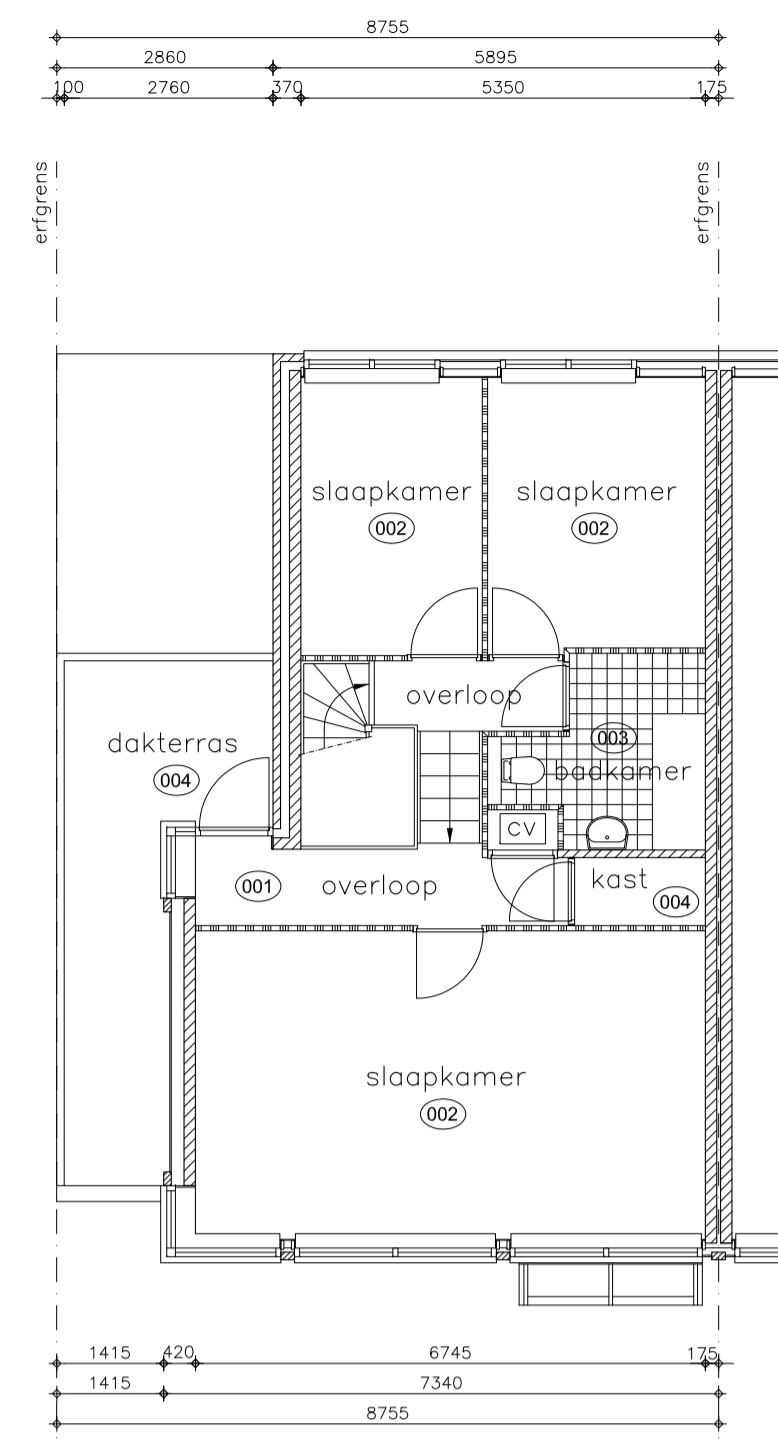 8755
2860 5895
100 2760 370 5350 175
erfgrens erfgrens
slaapkamer slaapkamer
002 002
overloop
dakterras 003
004 badkamer
cv
001 overloop kast
004
slaapkamer
002
1415 420 6745 175
1415 7340
8755